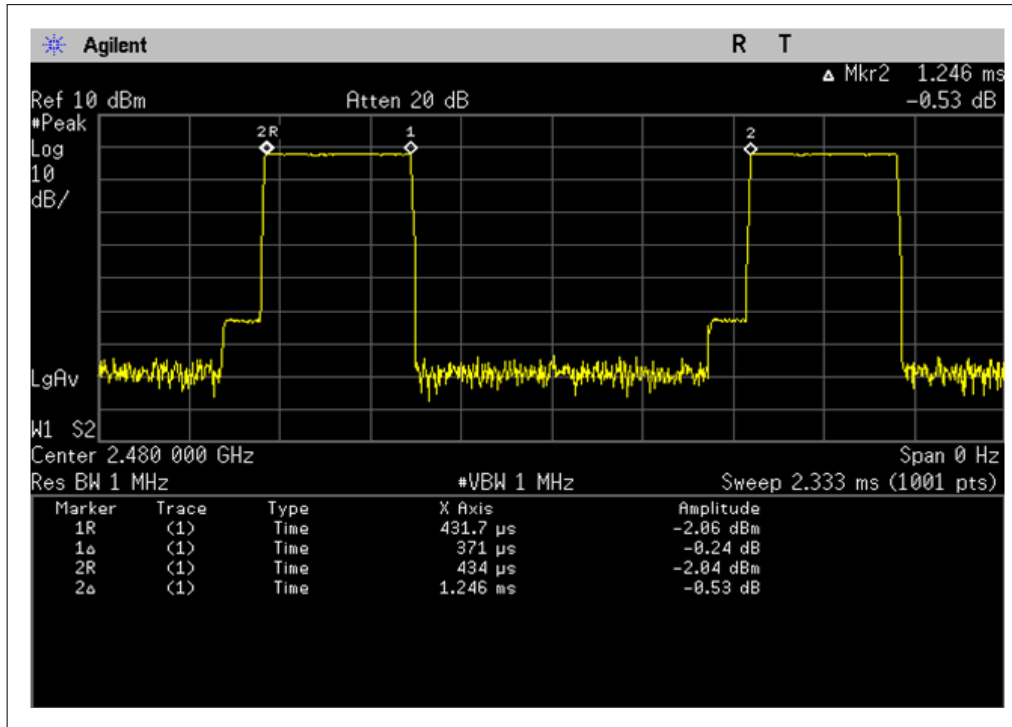 Agilent R T
Δ Mkr2 1.246 ms
Ref 10 dBm Atten 20 dB -0.53 dB
#Peak
Log
10
dB/
2R 1 2
LgAv
W1 S2
Center 2.480 000 GHz Span 0 Hz
Res BW 1 MHz #VBW 1 MHz Sweep 2.333 ms (1001 pts)
Marker Trace Type X Axis Amplitude
1R (1) Time 431.7 µs -2.06 dBm
1Δ (1) Time 371 µs -0.24 dB
2R (1) Time 434 µs -2.04 dBm
2Δ (1) Time 1.246 ms -0.53 dB